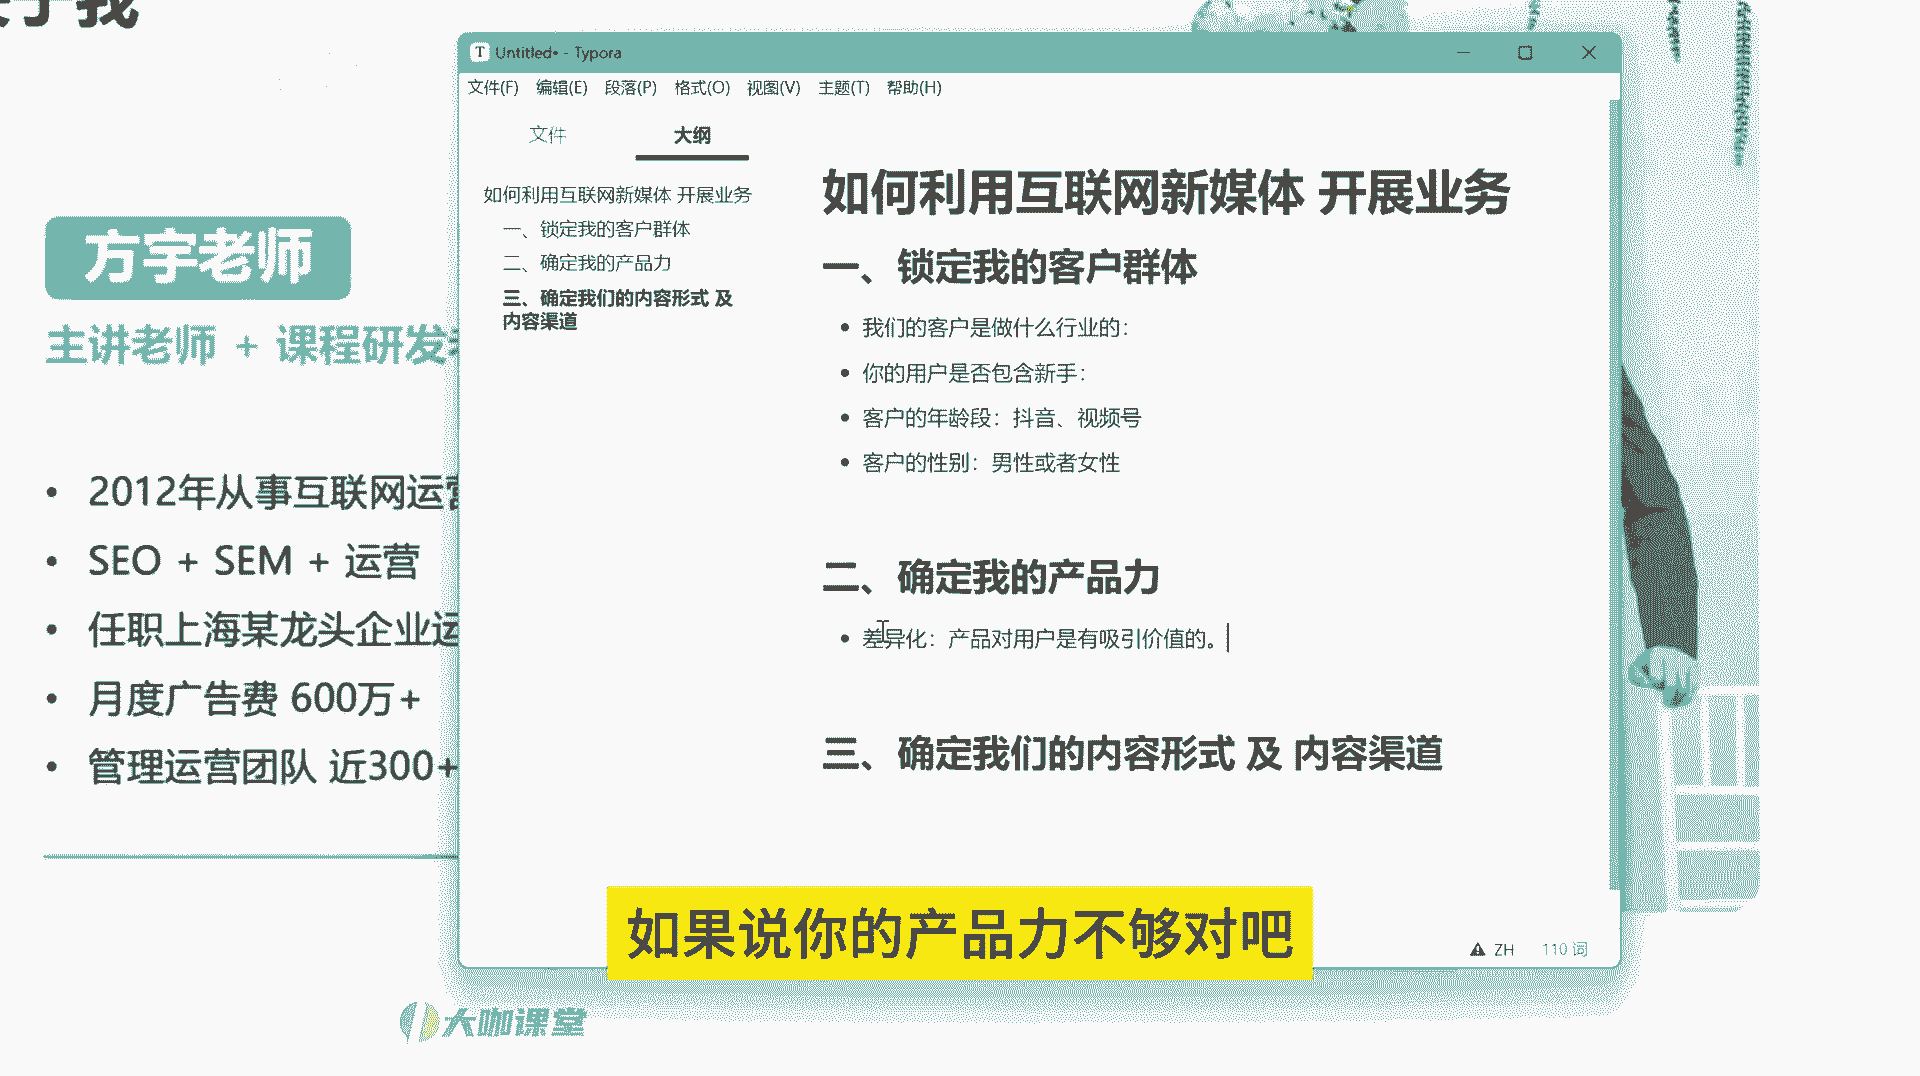 于我
方宇老师
主讲老师 + 课程研发
2012年从事互联网运营
SEO + SEM + 运营
任职上海某龙头企业运
月度广告费 600万+
管理运营团队 近300+
Untitled• - Typora
文件(F) 编辑(E) 段落(P) 格式(O) 视图(V) 主题(T) 帮助(H)
文件 大纲
如何利用互联网新媒体 开展业务
一、锁定我的客户群体
二、确定我的产品力
三、确定我们的内容形式 及
内容渠道
如何利用互联网新媒体 开展业务
一、锁定我的客户群体
我们的客户是做什么行业的：
你的用户是否包含新手：
客户的年龄段：抖音、视频号
客户的性别：男性或者女性
二、确定我的产品力
差异化：产品对用户是有吸引价值的。
三、确定我们的内容形式 及 内容渠道
ZH 110 词
如果说你的产品力不够对吧
大咖课堂